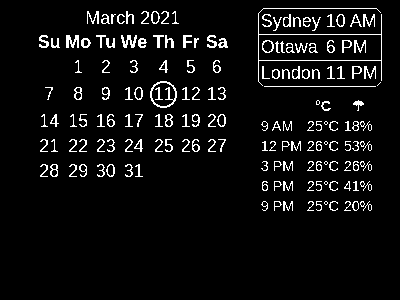 March 2021
Su Mo Tu We Th Fr Sa
1 2 3 4 5 6
7 8 9 10 11 12 13
14 15 16 17 18 19 20
21 22 23 24 25 26 27
28 29 30 31
Sydney 10 AM
Ottawa 6 PM
London 11 PM
°C ☂
9 AM 25°C 18%
12 PM 26°C 53%
3 PM 26°C 26%
6 PM 25°C 41%
9 PM 25°C 20%